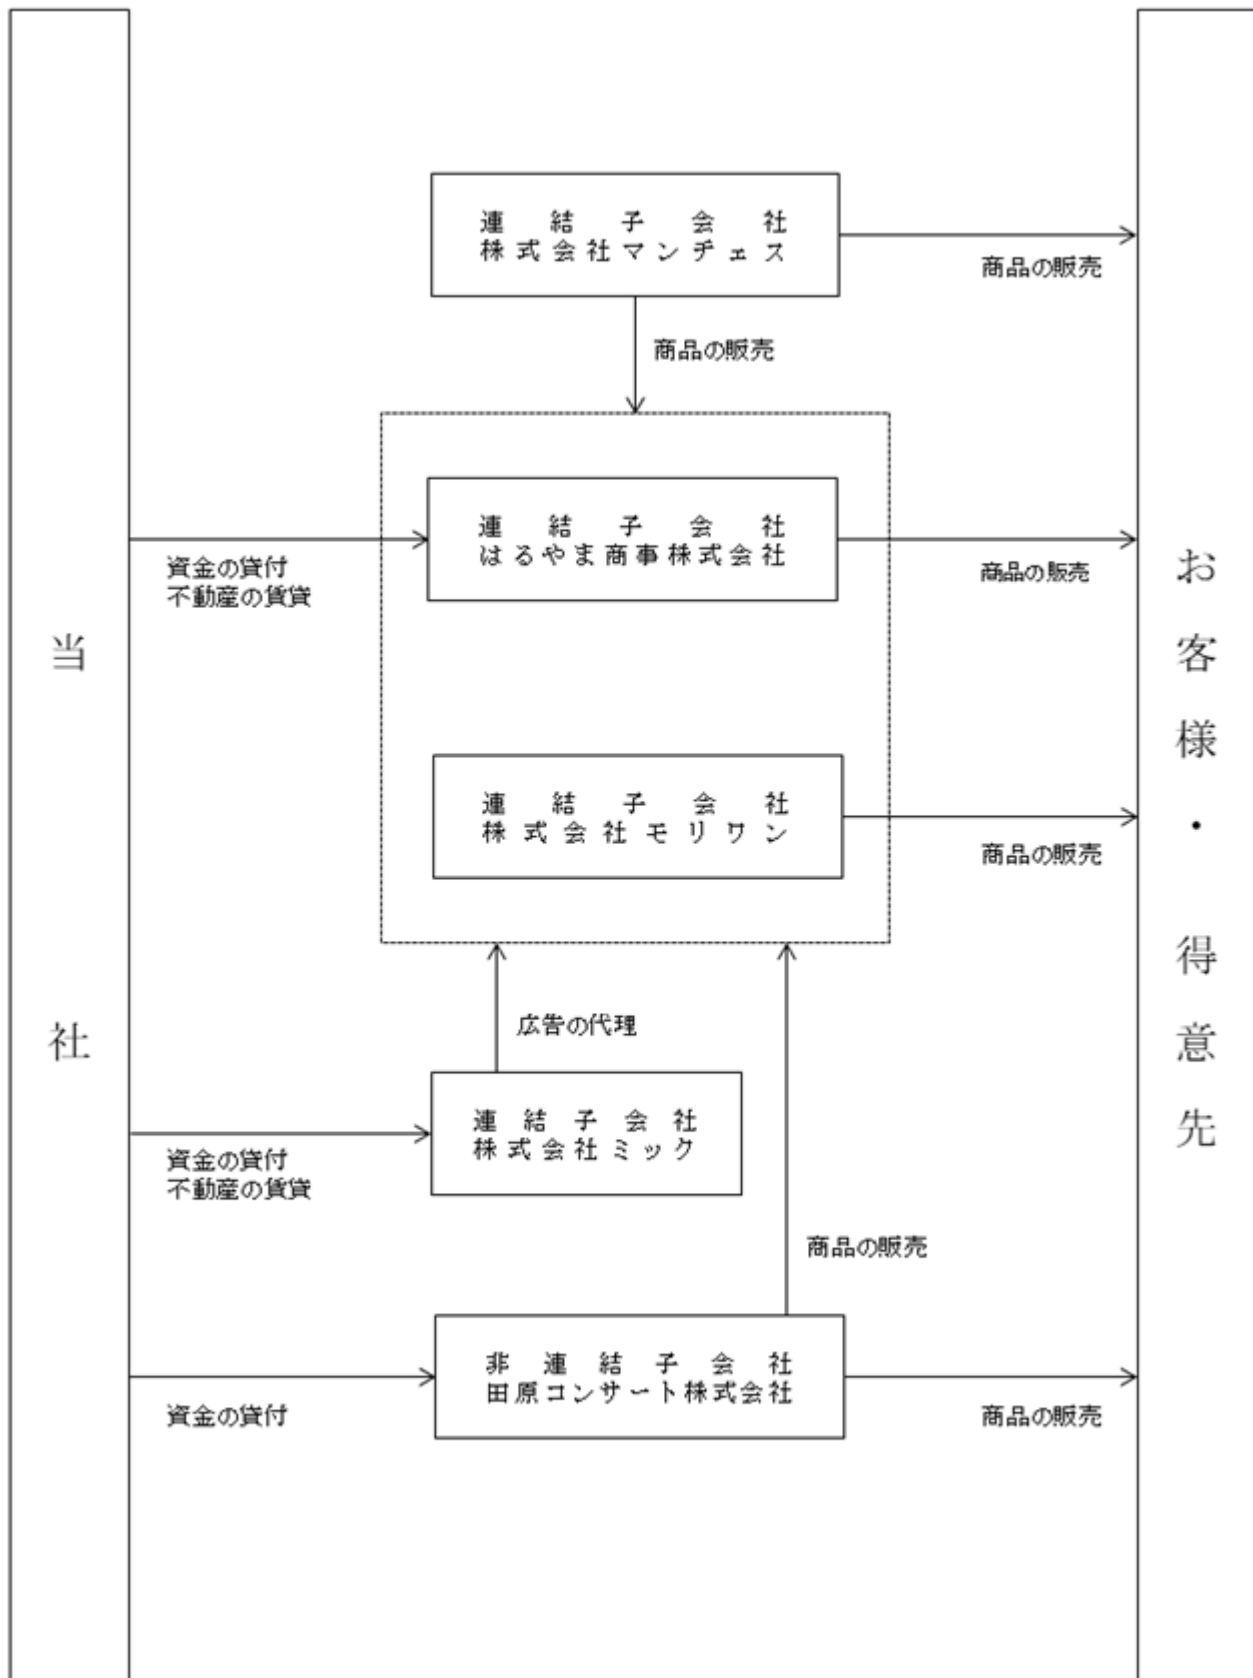 当社
連結子会社
株式会社マンチェス
商品の販売
商品の販売
連結子会社
はるやま商事株式会社
資金の貸付
不動産の賃貸
商品の販売
連結子会社
株式会社モリワン
商品の販売
広告の代理
連結子会社
株式会社ミック
資金の貸付
不動産の賃貸
商品の販売
非連結子会社
田原コンサート株式会社
資金の貸付
商品の販売
お客様・得意先